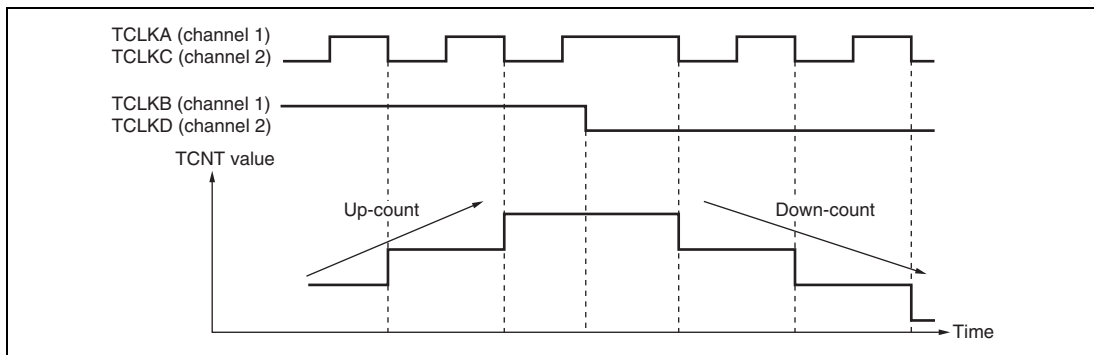 TCLKA (channel 1)
TCLKC (channel 2)
TCLKB (channel 1)
TCLKD (channel 2)
TCNT value
Up-count
Down-count
Time